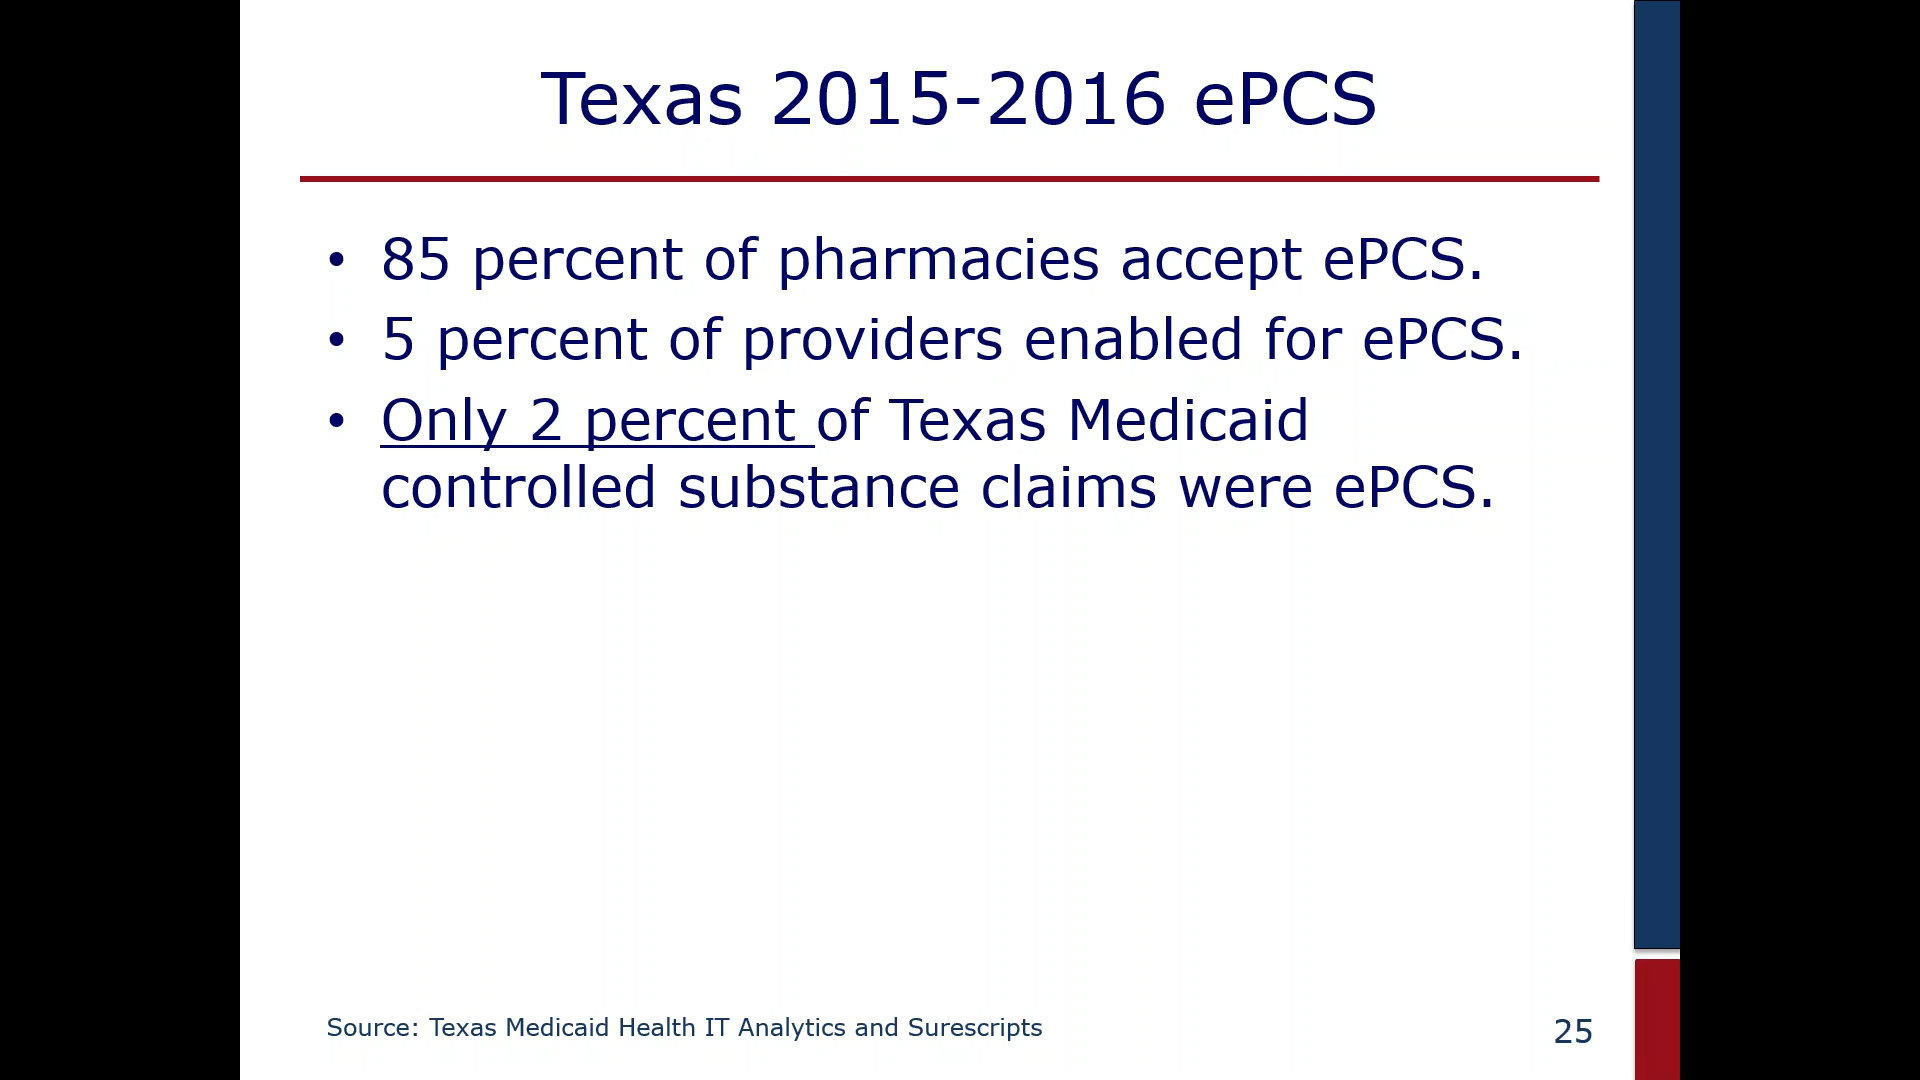 Texas 2015-2016 ePCS
• 85 percent of pharmacies accept ePCS.
• 5 percent of providers enabled for ePCS.
• Only 2 percent of Texas Medicaid
controlled substance claims were ePCS.
Source: Texas Medicaid Health IT Analytics and Surescripts
25